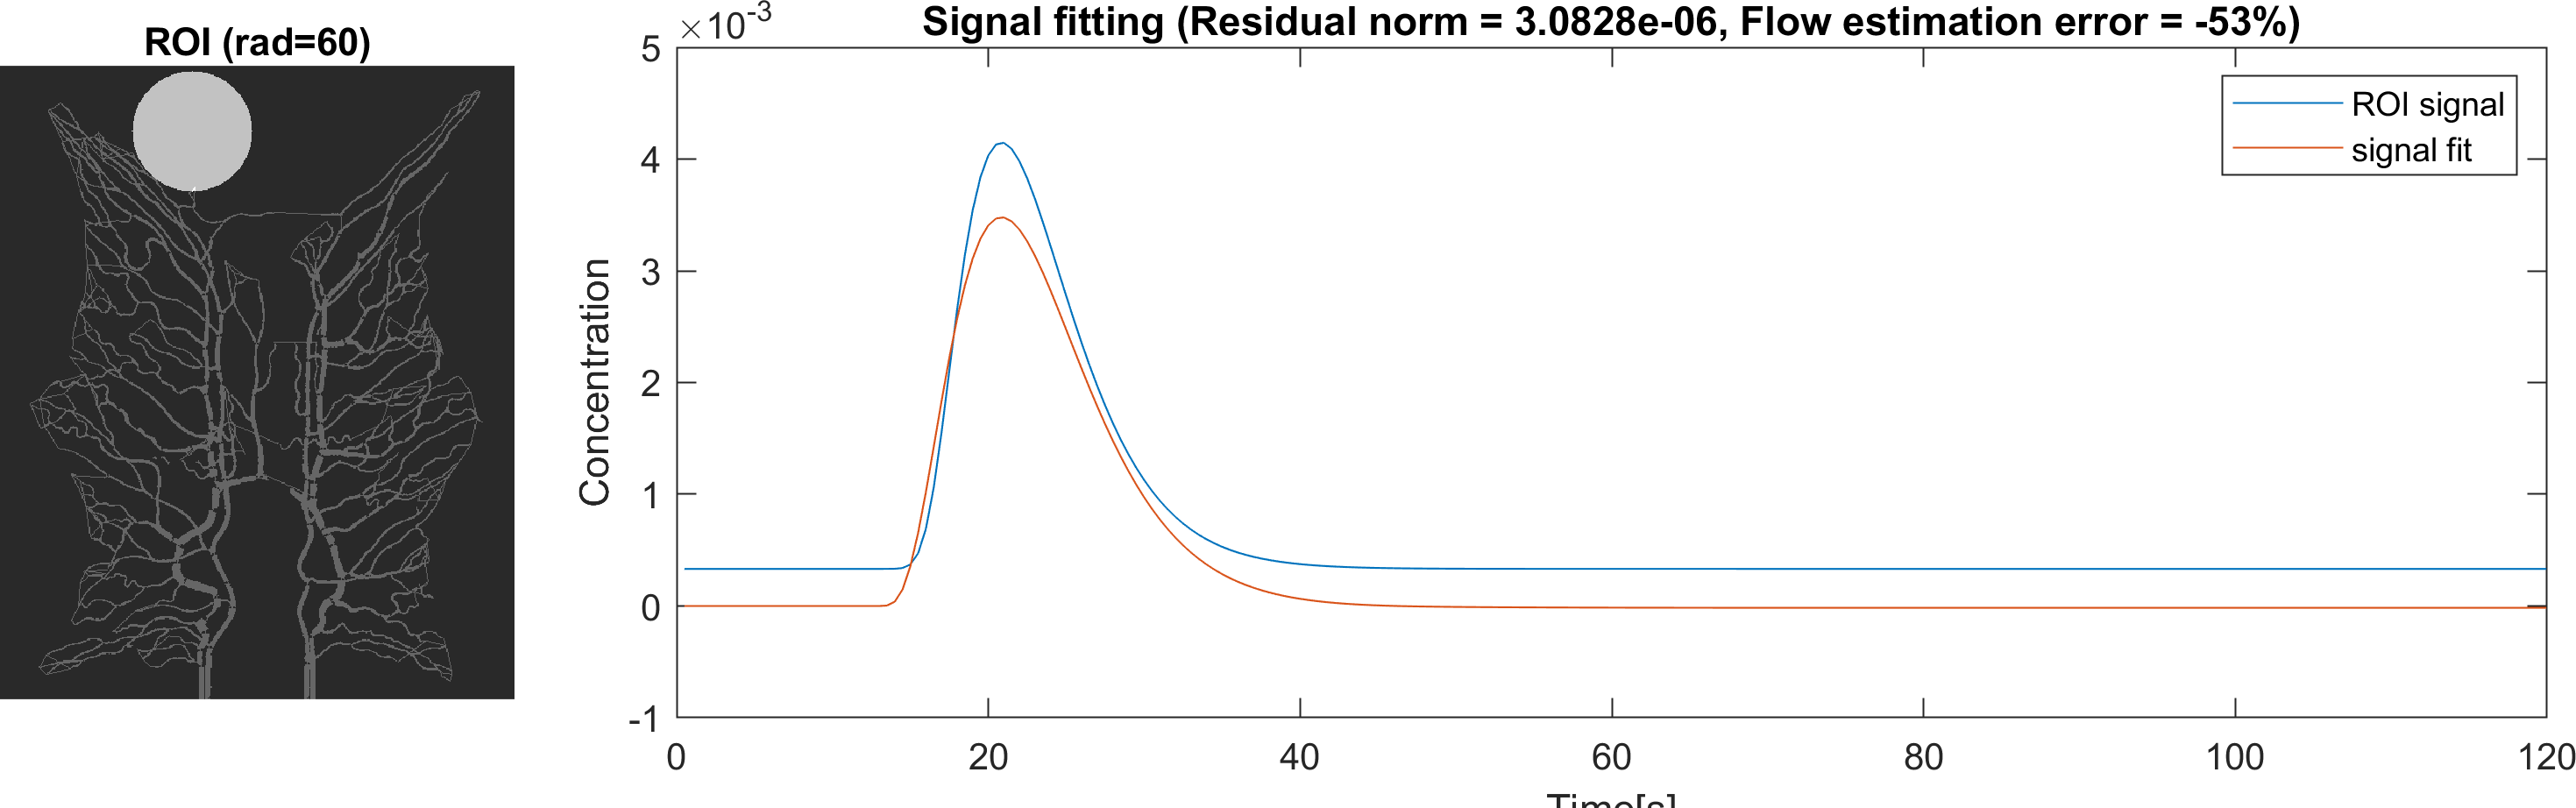 ROI (rad=60)
×10-3
Signal fitting (Residual norm = 3.0828e-06, Flow estimation error = -53%)
5
4
3
2
1
0
-1
Concentration
ROI signal
signal fit
0 20 40 60 80 100 120
Time[s]